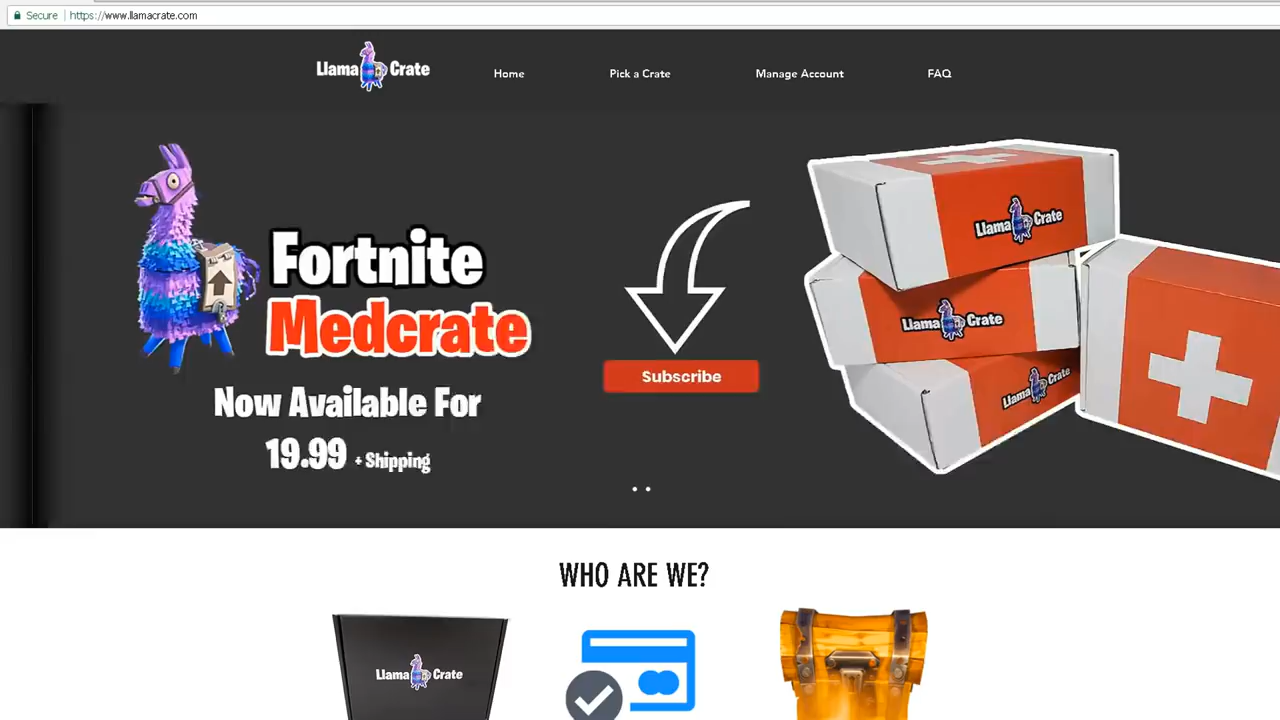 Secure https://www.llamacrate.com
Llama Crate
Home Pick a Crate Manage Account FAQ
Fortnite
Medcrate
Now Available For
19.99 + Shipping
Subscribe
Llama Crate
Llama Crate
Llama Crate
WHO ARE WE?
Llama Crate